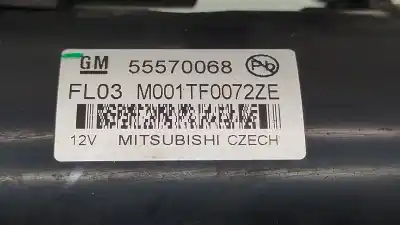 GM 55570068 Pb
FL03 M001TF0072ZE
12V MITSUBISHI CZECH